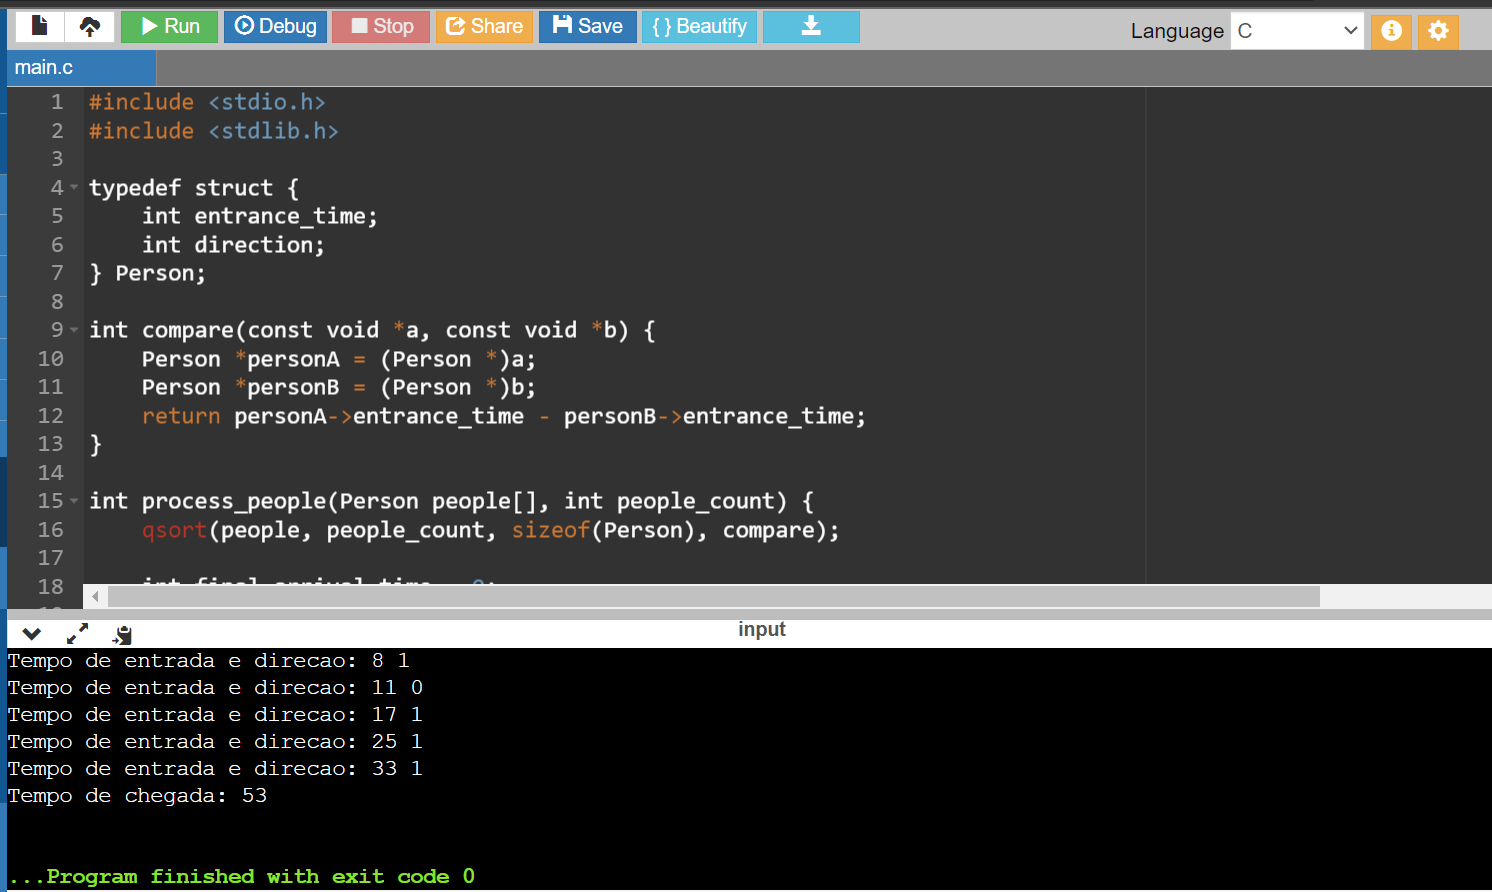 Run Debug Stop Share Save { } Beautify Language C
main.c
1 #include <stdio.h>
2 #include <stdlib.h>
3
4 typedef struct {
5 int entrance_time;
6 int direction;
7 } Person;
8
9 int compare(const void *a, const void *b) {
10 Person *personA = (Person *)a;
11 Person *personB = (Person *)b;
12 return personA->entrance_time - personB->entrance_time;
13 }
14
15 int process_people(Person people[], int people_count) {
16 qsort(people, people_count, sizeof(Person), compare);
17
18
input
Tempo de entrada e direcao: 8 1
Tempo de entrada e direcao: 11 0
Tempo de entrada e direcao: 17 1
Tempo de entrada e direcao: 25 1
Tempo de entrada e direcao: 33 1
Tempo de chegada: 53
...Program finished with exit code 0